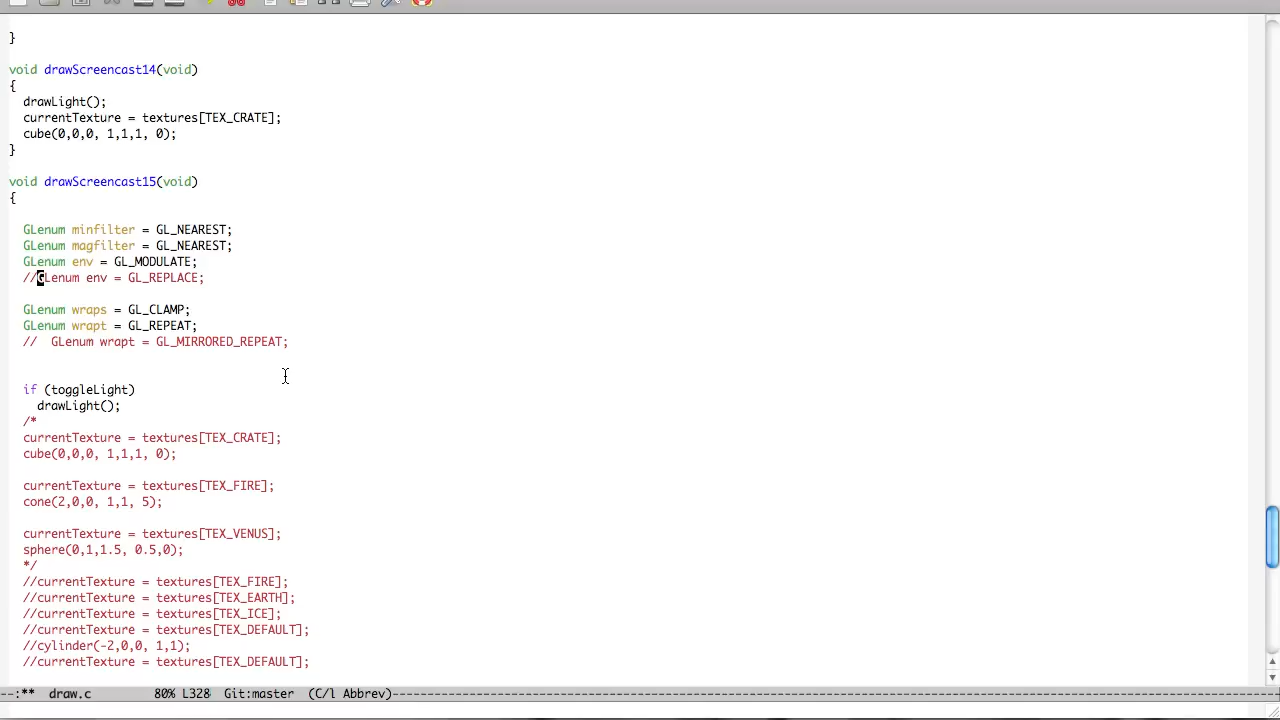 }
void drawScreencast14(void)
{
drawLight();
currentTexture = textures[TEX_CRATE];
cube(0,0,0, 1,1,1, 0);
}
void drawScreencast15(void)
{
GLenum minfilter = GL_NEAREST;
GLenum magfilter = GL_NEAREST;
GLenum env = GL_MODULATE;
//GLenum env = GL_REPLACE;
GLenum wraps = GL_CLAMP;
GLenum wrapt = GL_REPEAT;
//  GLenum wrapt = GL_MIRRORED_REPEAT;
if (toggleLight)
drawLight();
/*
currentTexture = textures[TEX_CRATE];
cube(0,0,0, 1,1,1, 0);
currentTexture = textures[TEX_FIRE];
cone(2,0,0, 1,1, 5);
currentTexture = textures[TEX_VENUS];
sphere(0,1,1.5, 0.5,0);
*/
//currentTexture = textures[TEX_FIRE];
//currentTexture = textures[TEX_EARTH];
//currentTexture = textures[TEX_ICE];
//currentTexture = textures[TEX_DEFAULT];
//cylinder(-2,0,0, 1,1);
//currentTexture = textures[TEX_DEFAULT];
--:**  draw.c         80% L328  Git:master  (C/l Abbrev)--------------------